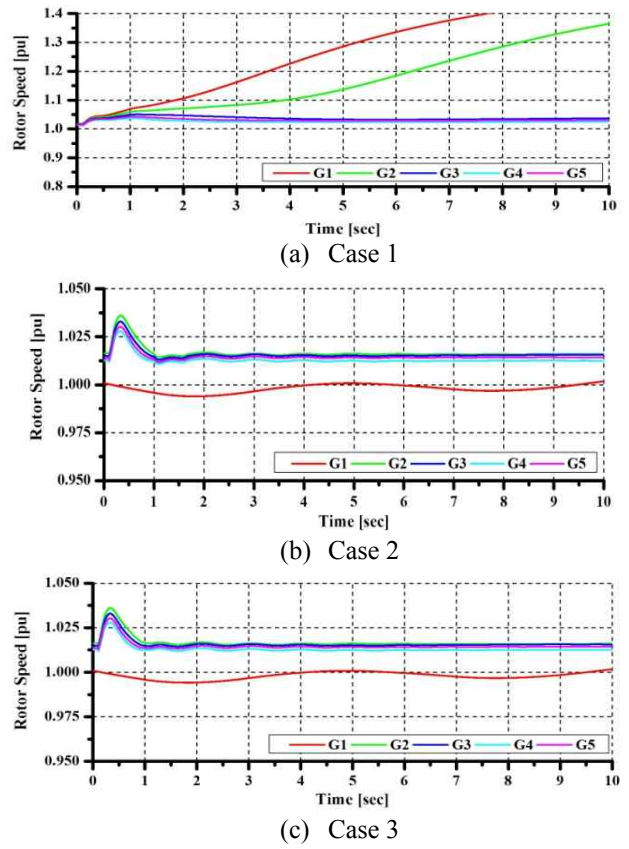 1.4
1.3
1.2
1.1
1.0
0.9
0.8
Rotor Speed [pu]
G1 G2 G3 G4 G5
0 1 2 3 4 5 6 7 8 9 10
Time [sec]
(a) Case 1
1.050
1.025
1.000
0.975
0.950
Rotor Speed [pu]
G1 G2 G3 G4 G5
0 1 2 3 4 5 6 7 8 9 10
Time [sec]
(b) Case 2
1.050
1.025
1.000
0.975
0.950
Rotor Speed [pu]
G1 G2 G3 G4 G5
0 1 2 3 4 5 6 7 8 9 10
Time [sec]
(c) Case 3